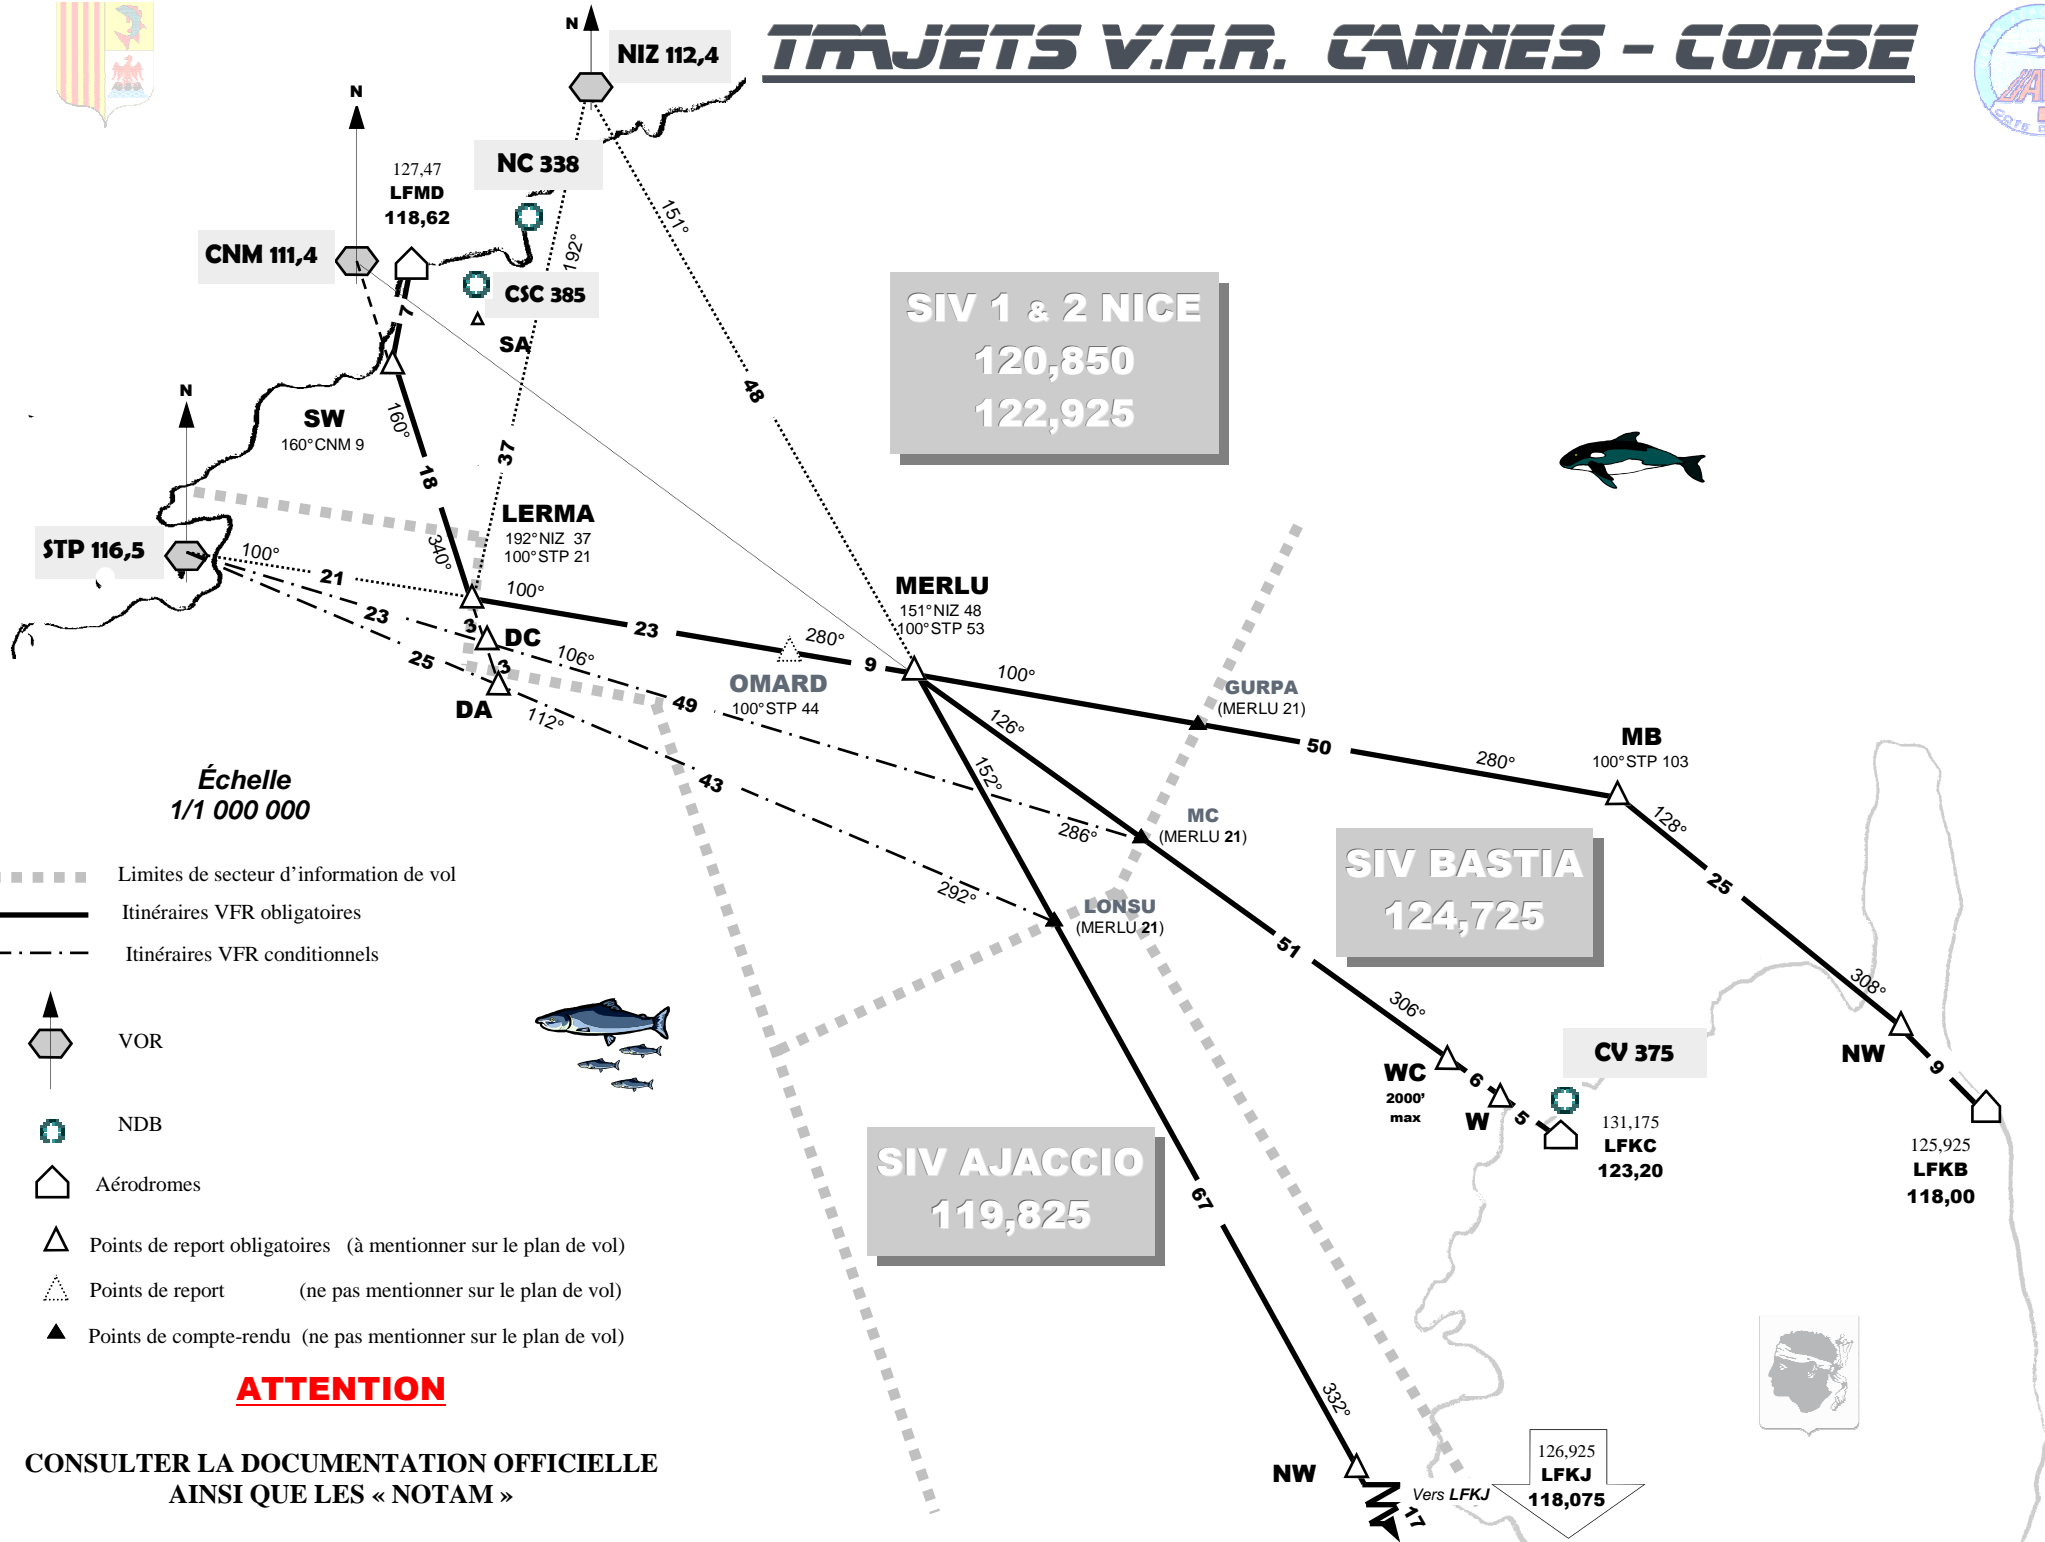 TRAJETS V.F.R. CANNES - CORSE
N
NIZ 112,4
N
NC 338
127,47
LFMD
118,62
151°
192°
CNM 111,4
CSC 385
7
SA
SIV 1 & 2 NICE
120,850
122,925
48
N
SW
160°CNM 9
160°
37
18
LERMA
192°NIZ 37
100°STP 21
STP 116,5
100°
340°
21
100°
23
3
DC
23
280°
9
MERLU
151°NIZ 48
100°STP 53
25
3
106°
OMARD
100°STP 44
49
DA
112°
100°
GURPA
(MERLU 21)
126°
50
280°
MB
100°STP 103
152°
43
128°
MC
(MERLU 21)
286°
SIV BASTIA
124,725
25
292°
LONSU
(MERLU 21)
51
308°
306°
Échelle
1/1 000 000
Limites de secteur d'information de vol
Itinéraires VFR obligatoires
Itinéraires VFR conditionnels
VOR
NDB
Aérodromes
Points de report obligatoires (à mentionner sur le plan de vol)
Points de report (ne pas mentionner sur le plan de vol)
Points de compte-rendu (ne pas mentionner sur le plan de vol)
CV 375
NW
9
WC
2000'
max
6
W
5
131,175
LFKC
123,20
125,925
LFKB
118,00
SIV AJACCIO
119,825
67
332°
ATTENTION
CONSULTER LA DOCUMENTATION OFFICIELLE
AINSI QUE LES « NOTAM »
NW
17
Vers LFKJ
126,925
LFKJ
118,075